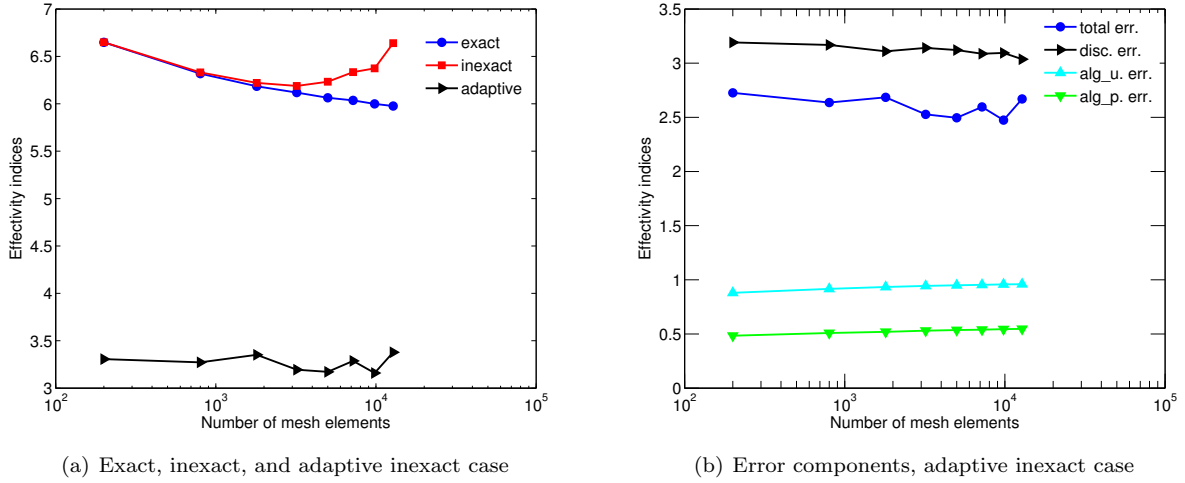 7
6.5
6
5.5
5
4.5
4
3.5
3
10^2
10^3
10^4
10^5
Number of mesh elements
Effectivity indices
exact
inexact
adaptive
(a) Exact, inexact, and adaptive inexact case
3.5
3
2.5
2
1.5
1
0.5
0
10^2
10^3
10^4
10^5
Number of mesh elements
Effectivity indices
total err.
disc. err.
alg_u. err.
alg_p. err.
(b) Error components, adaptive inexact case